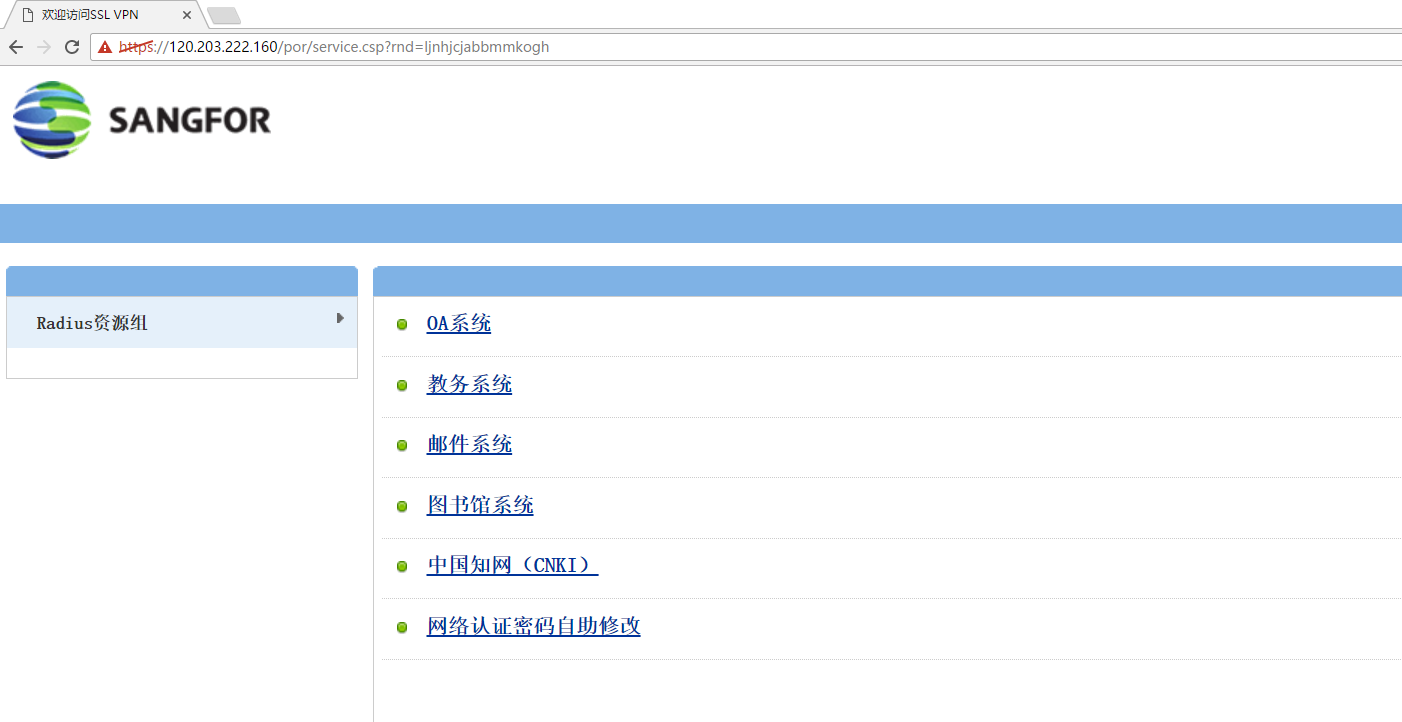 欢迎访问SSL VPN
https://120.203.222.160/por/service.csp?rnd=ljnhjcjabbmmkogh
SANGFOR
Radius资源组
OA系统
教务系统
邮件系统
图书馆系统
中国知网（CNKI）
网络认证密码自助修改